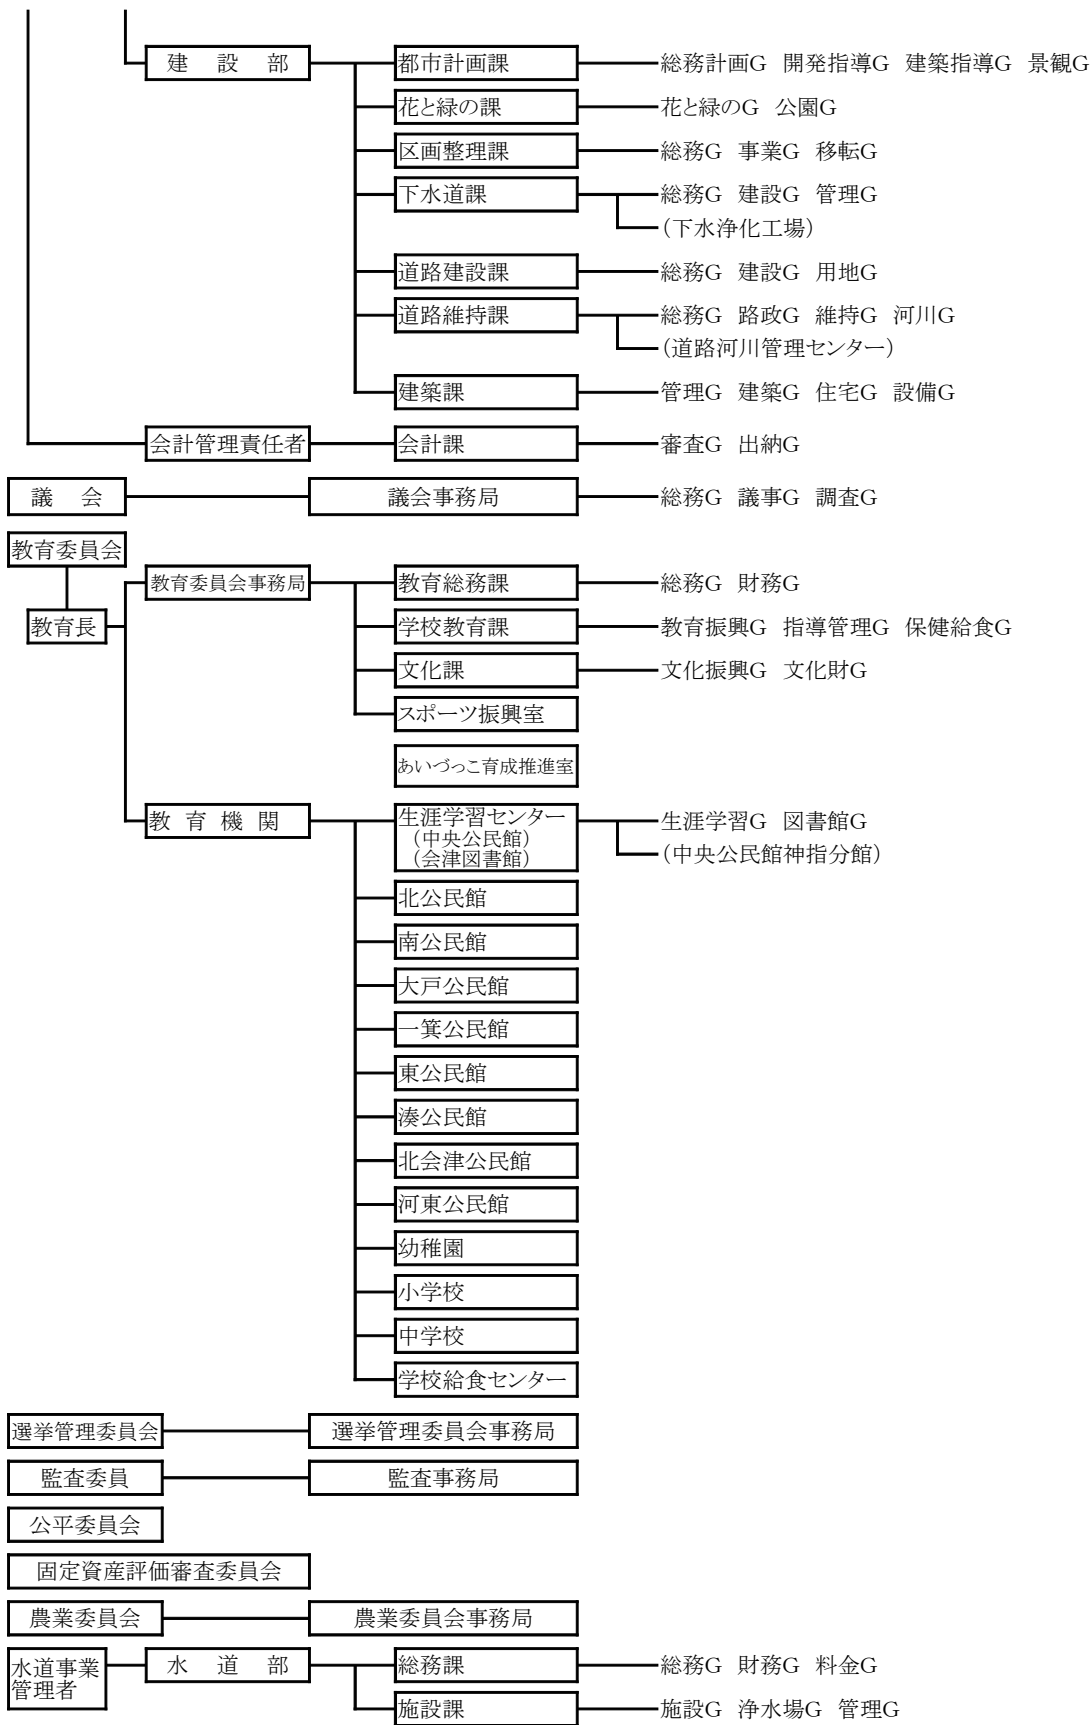 建設部 都市計画課 総務計画G 開発指導G 建築指導G 景観G
花と緑の課 花と緑のG 公園G
区画整理課 総務G 事業G 移転G
下水道課 総務G 建設G 管理G
(下水浄化工場)
道路建設課 総務G 建設G 用地G
道路維持課 総務G 路政G 維持G 河川G
(道路河川管理センター)
建築課 管理G 建築G 住宅G 設備G
会計管理責任者 会計課 審査G 出納G
議会 議会事務局 総務G 議事G 調査G
教育委員会
教育委員会事務局 教育総務課 総務G 財務G
教育長 学校教育課 教育振興G 指導管理G 保健給食G
文化課 文化振興G 文化財G
スポーツ振興室
あいづっこ育成推進室
教育機関 生涯学習センター 生涯学習G 図書館G
(中央公民館)
(会津図書館) (中央公民館神指分館)
北公民館
南公民館
大戸公民館
一箕公民館
東公民館
湊公民館
北会津公民館
河東公民館
幼稚園
小学校
中学校
学校給食センター
選挙管理委員会 選挙管理委員会事務局
監査委員 監査事務局
公平委員会
固定資産評価審査委員会
農業委員会 農業委員会事務局
水道事業
管理者 水道部 総務課 総務G 財務G 料金G
施設課 施設G 浄水場G 管理G